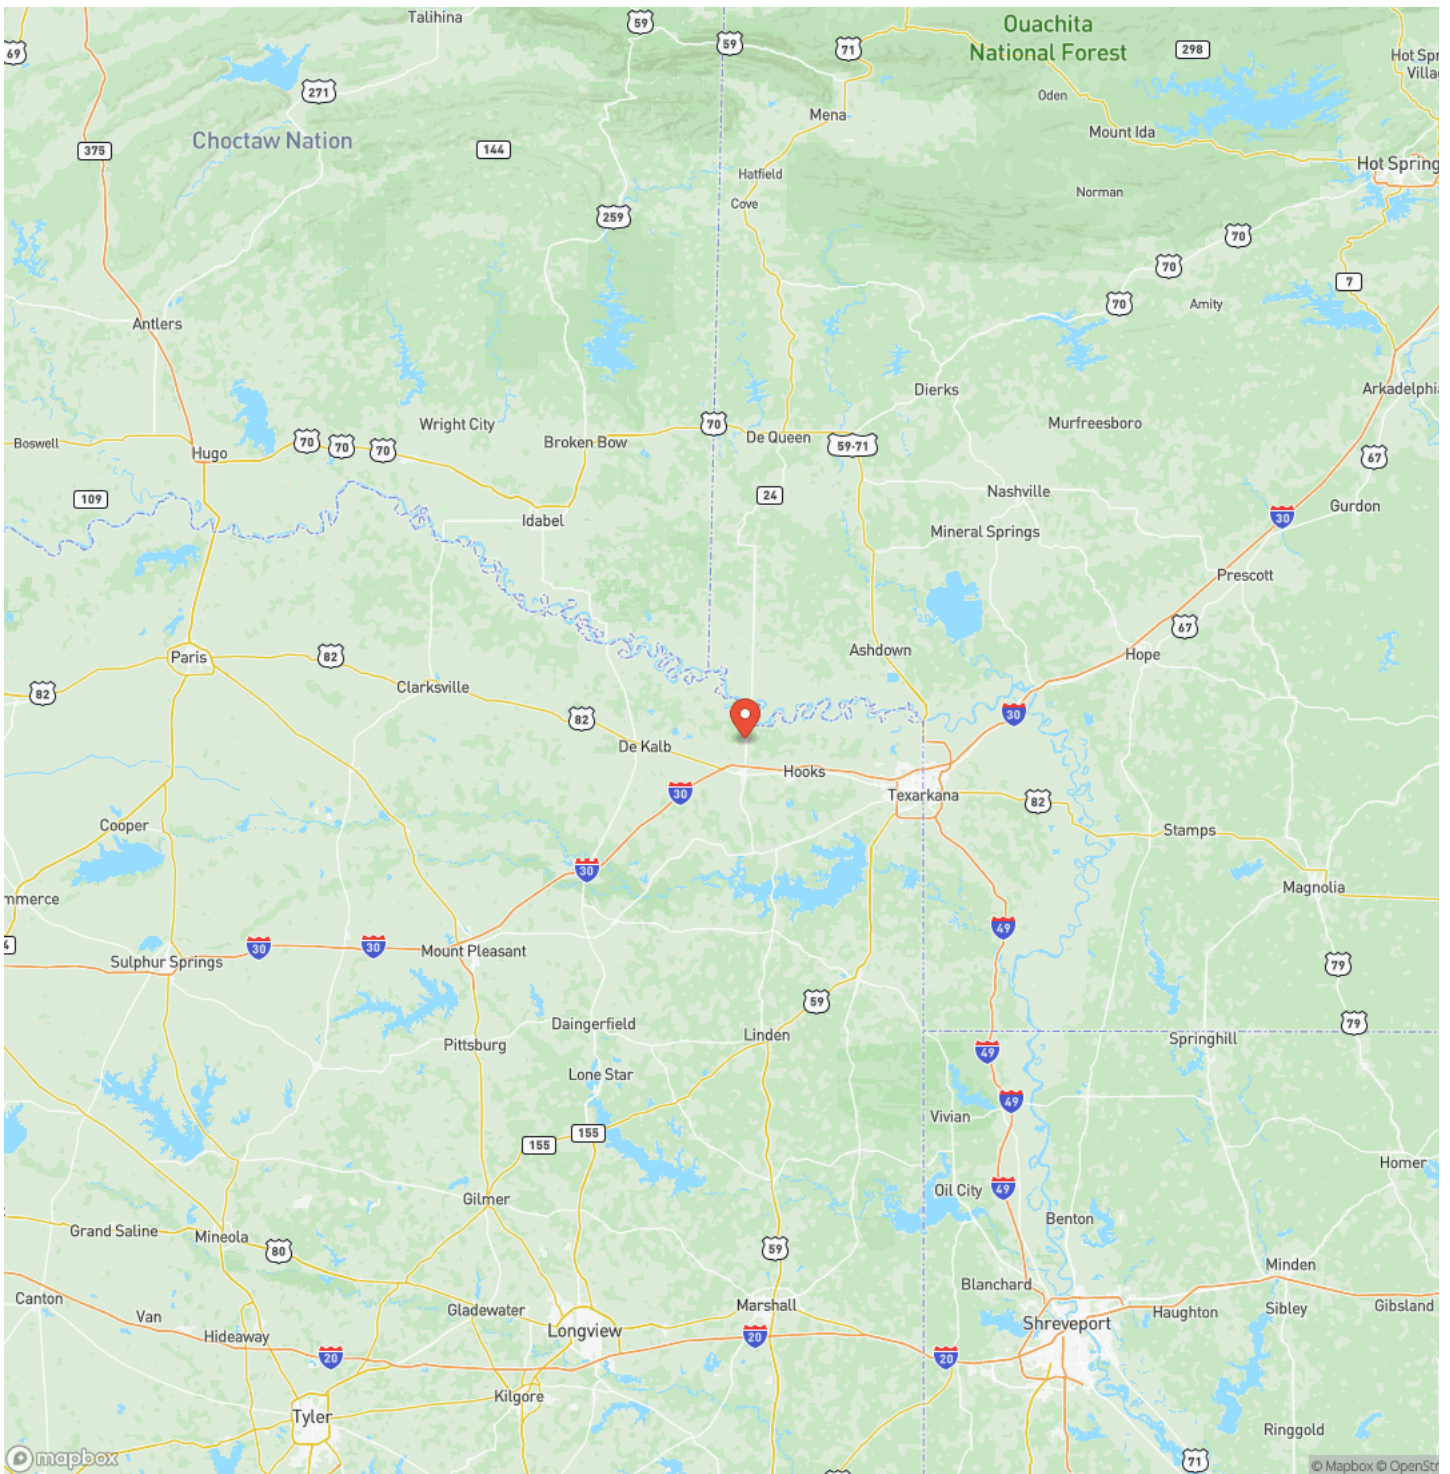 Talihina
59
59
71
Ouachita
National Forest
298
69
Hot Spr
Villa
271
Oden
Mena
Mount Ida
Choctaw Nation
375
144
Hot Spring
Hatfield
Norman
Cove
259
70
70
7
70
Amity
Antlers
Dierks
Arkadelphia
Wright City
70
Murfreesboro
Boswell
70
70
70
Broken Bow
De Queen
59-71
Hugo
67
109
24
Nashville
Gurdon
Idabel
30
Mineral Springs
Prescott
67
Paris
82
Ashdown
Hope
82
Clarksville
82
30
De Kalb
Hooks
30
Texarkana
82
Cooper
Stamps
30
Magnolia
mmerce
49
4
30
30
Mount Pleasant
Sulphur Springs
79
59
Daingerfield
79
Linden
Springhill
Pittsburg
49
Lone Star
49
Vivian
155
155
Homer
Oil City
49
Gilmer
Benton
Grand Saline
Mineola
80
59
Minden
Blanchard
Canton
Van
Gladewater
Marshall
Haughton
Sibley
Gibsland
Hideaway
Longview
Shreveport
20
20
20
Kilgore
Tyler
Ringgold
mapbox
71
© Mapbox © OpenStr